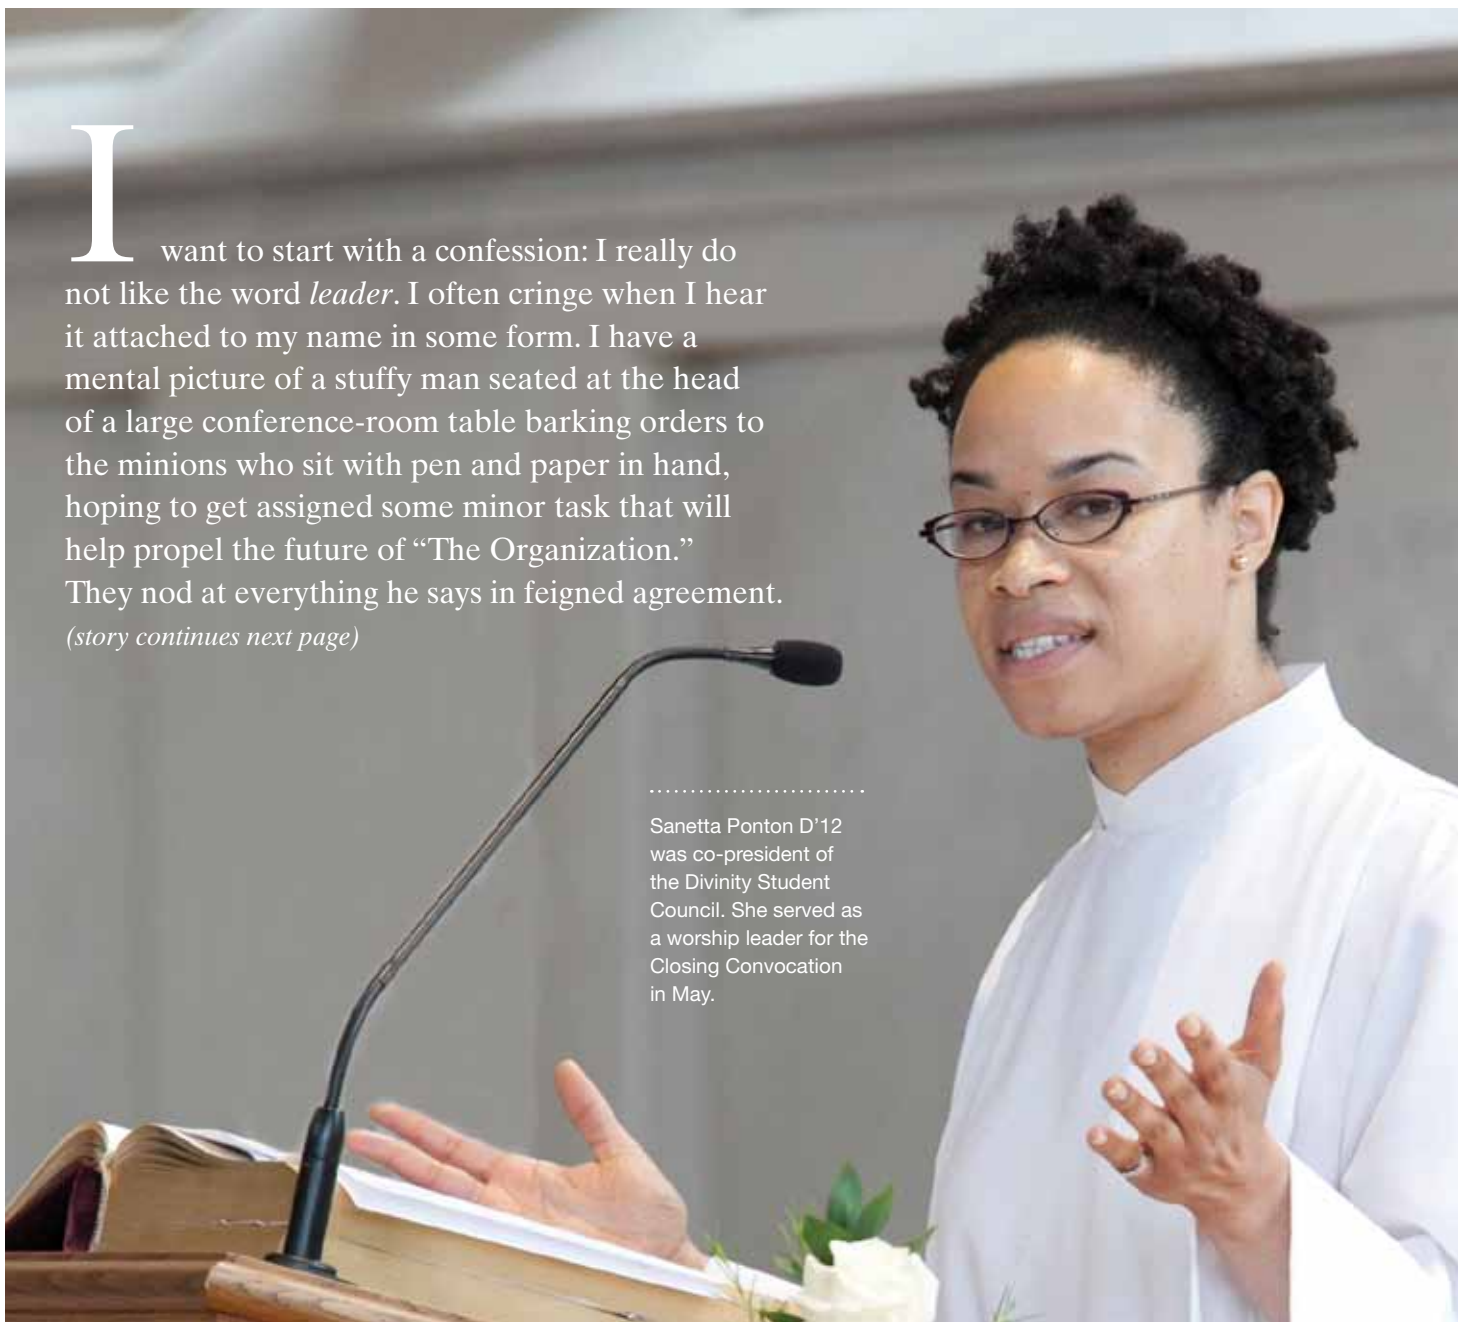 I want to start with a confession: I really do
not like the word leader. I often cringe when I hear
it attached to my name in some form. I have a
mental picture of a stuffy man seated at the head
of a large conference-room table barking orders to
the minions who sit with pen and paper in hand,
hoping to get assigned some minor task that will
help propel the future of “The Organization.”
They nod at everything he says in feigned agreement.
(story continues next page)
Sanetta Ponton D’12
was co-president of
the Divinity Student
Council. She served as
a worship leader for the
Closing Convocation
in May.